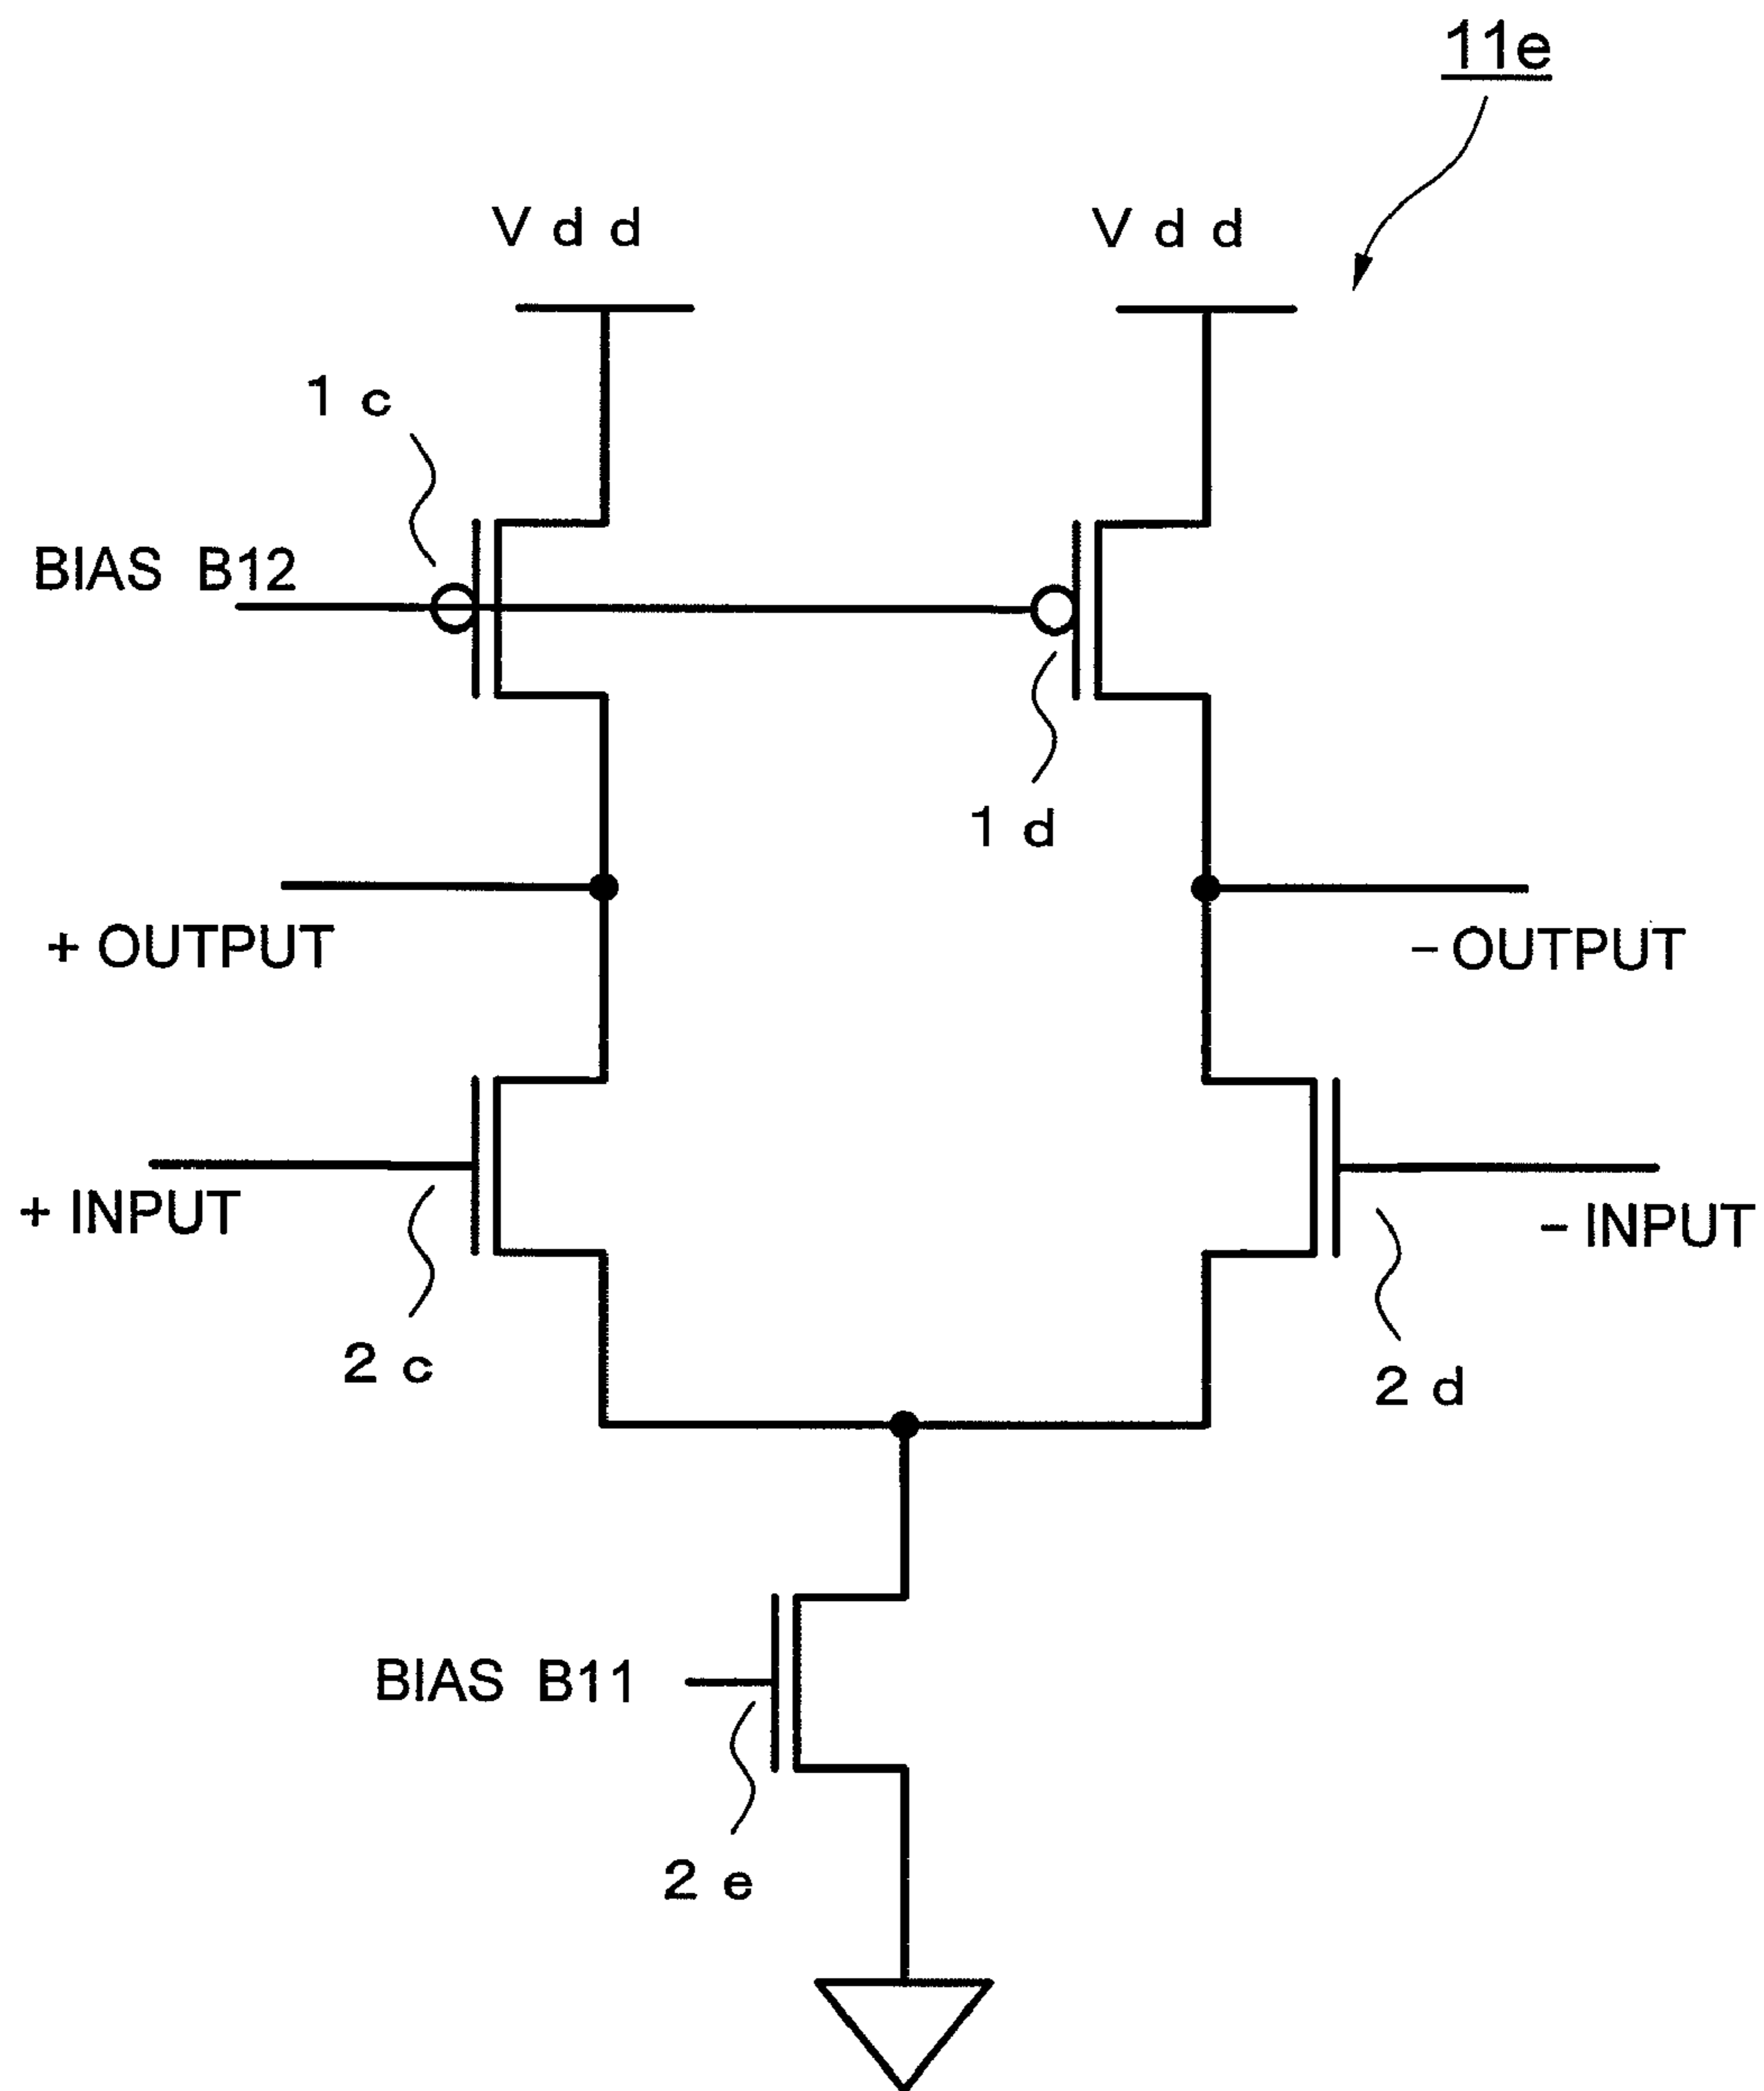 11e
V d d
V d d
1 c
BIAS B12
1 d
+ OUTPUT
− OUTPUT
+ INPUT
− INPUT
2 c
2 d
BIAS B11
2 e